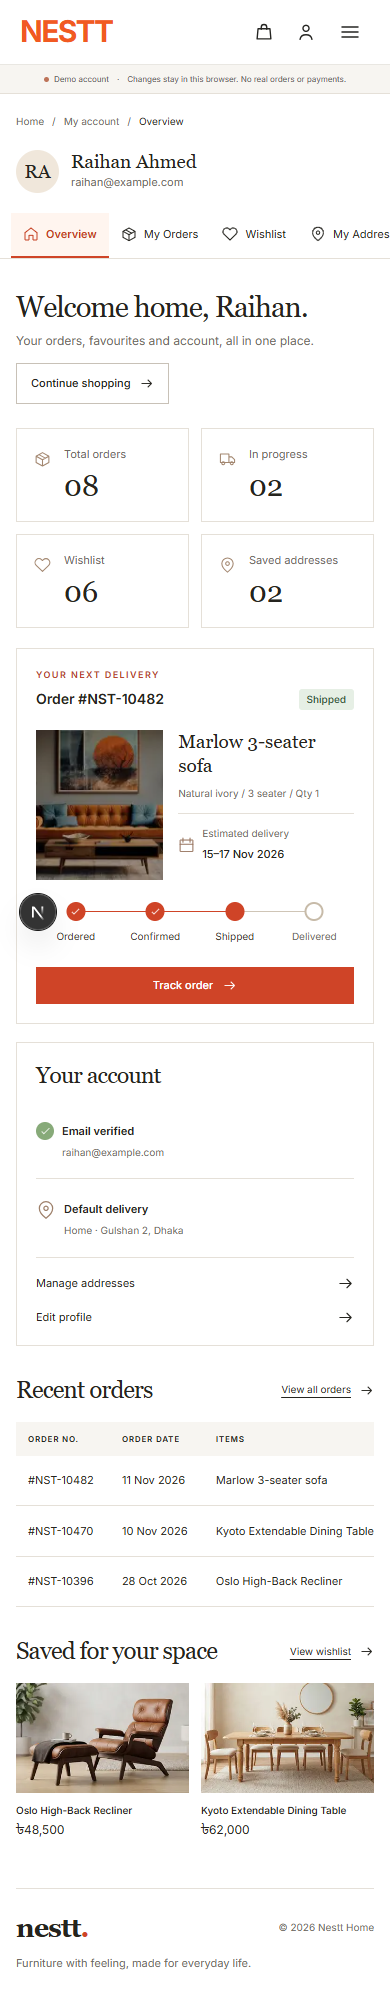 NESTT
Demo account · Changes stay in this browser. No real orders or payments.
Home / My account / Overview
RA
Raihan Ahmed
raihan@example.com
Overview My Orders Wishlist My Addres
Welcome home, Raihan.
Your orders, favourites and account, all in one place.
Continue shopping →
Total orders
08
In progress
02
Wishlist
06
Saved addresses
02
YOUR NEXT DELIVERY
Order #NST-10482
Shipped
Marlow 3-seater
sofa
Natural ivory / 3 seater / Qty 1
Estimated delivery
15–17 Nov 2026
N
Ordered Confirmed Shipped Delivered
Track order →
Your account
Email verified
raihan@example.com
Default delivery
Home · Gulshan 2, Dhaka
Manage addresses →
Edit profile →
Recent orders
View all orders →
ORDER NO. ORDER DATE ITEMS
#NST-10482 11 Nov 2026 Marlow 3-seater sofa
#NST-10470 10 Nov 2026 Kyoto Extendable Dining Table
#NST-10396 28 Oct 2026 Oslo High-Back Recliner
Saved for your space
View wishlist →
Oslo High-Back Recliner
৳48,500
Kyoto Extendable Dining Table
৳62,000
nestt.
© 2026 Nestt Home
Furniture with feeling, made for everyday life.